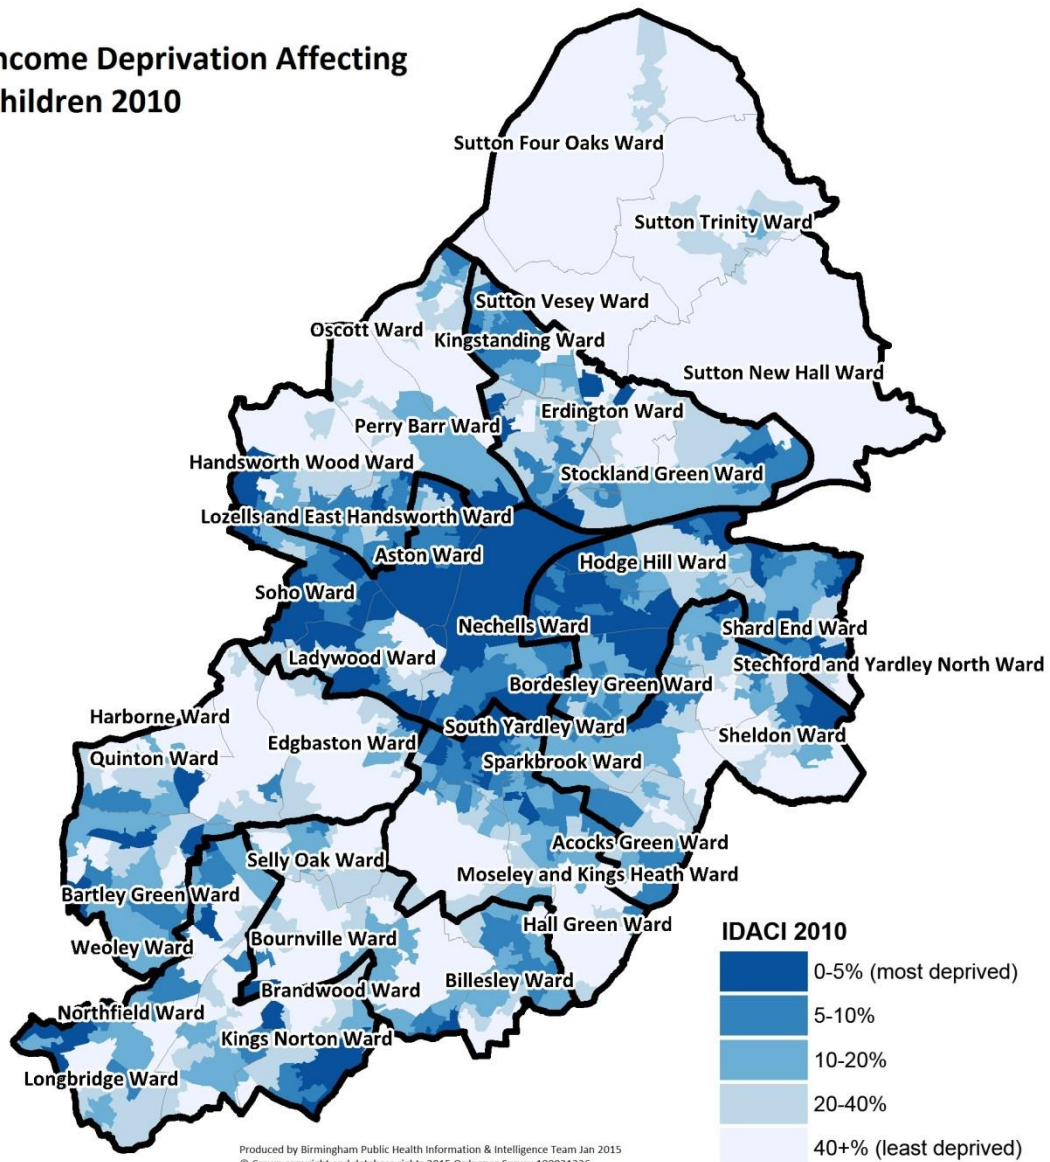 ncome Deprivation Affecting
hildren 2010
Sutton Four Oaks Ward
Sutton Trinity Ward
Sutton Vesey Ward
Oscott Ward
Kingstanding Ward
Sutton New Hall Ward
Erdington Ward
Perry Barr Ward
Handsworth Wood Ward
Stockland Green Ward
Lozells and East Handsworth Ward
Aston Ward
Hodge Hill Ward
Soho Ward
Nechells Ward
Shard End Ward
Ladywood Ward
Stechford and Yardley North Ward
Bordesley Green Ward
Harborne Ward
South Yardley Ward
Edgbaston Ward
Sheldon Ward
Quinton Ward
Sparkbrook Ward
Acocks Green Ward
Selly Oak Ward
Moseley and Kings Heath Ward
Bartley Green Ward
Hall Green Ward
Bournville Ward
Weoley Ward
Billesley Ward
Brandwood Ward
Northfield Ward
Kings Norton Ward
Longbridge Ward
IDACI 2010
0-5% (most deprived)
5-10%
10-20%
20-40%
40+% (least deprived)
Produced by Birmingham Public Health Information & Intelligence Team Jan 2015